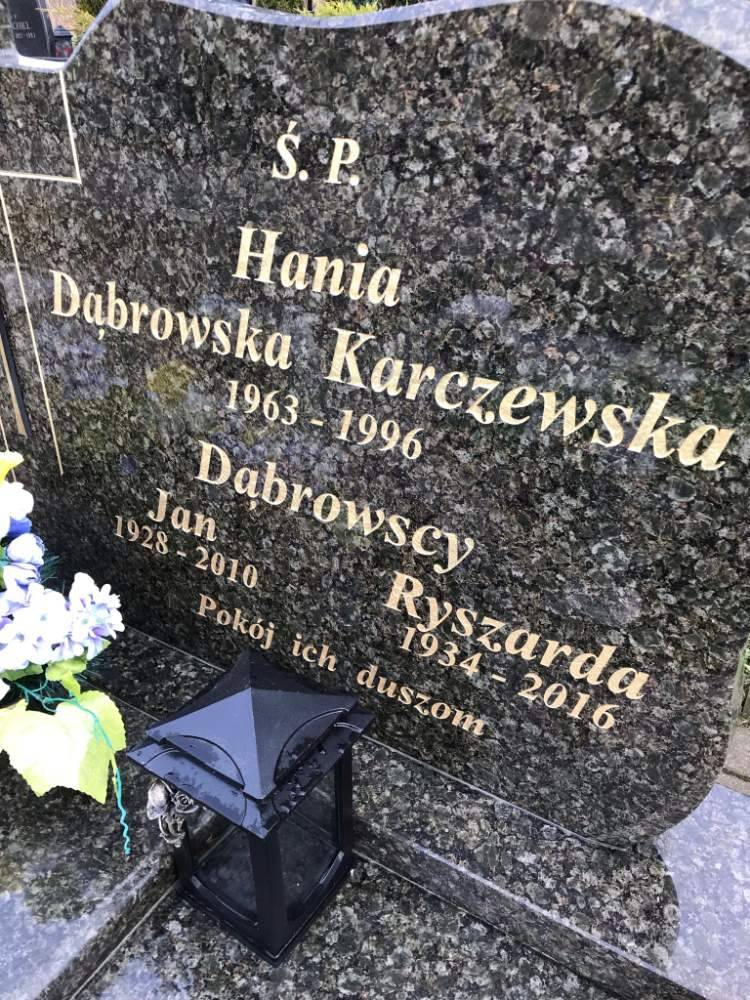 Ś. P.
Hania
Dąbrowska Karczewska
1963 - 1996
Dąbrowscy
Jan Ryszarda
1928 - 2010 1934 - 2016
Pokój ich duszom